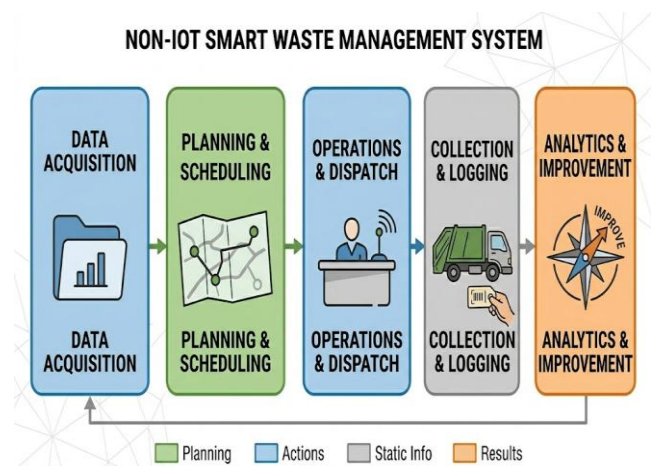 NON-IOT SMART WASTE MANAGEMENT SYSTEM
DATA
ACQUISITION
DATA
ACQUISITION
PLANNING &
SCHEDULING
PLANNING &
SCHEDULING
OPERATIONS
& DISPATCH
OPERATIONS
& DISPATCH
COLLECTION
& LOGGING
COLLECTION
& LOGGING
ANALYTICS &
IMPROVEMENT
IMPROVE
ANALYTICS &
IMPROVEMENT
Planning
Actions
Static Info
Results